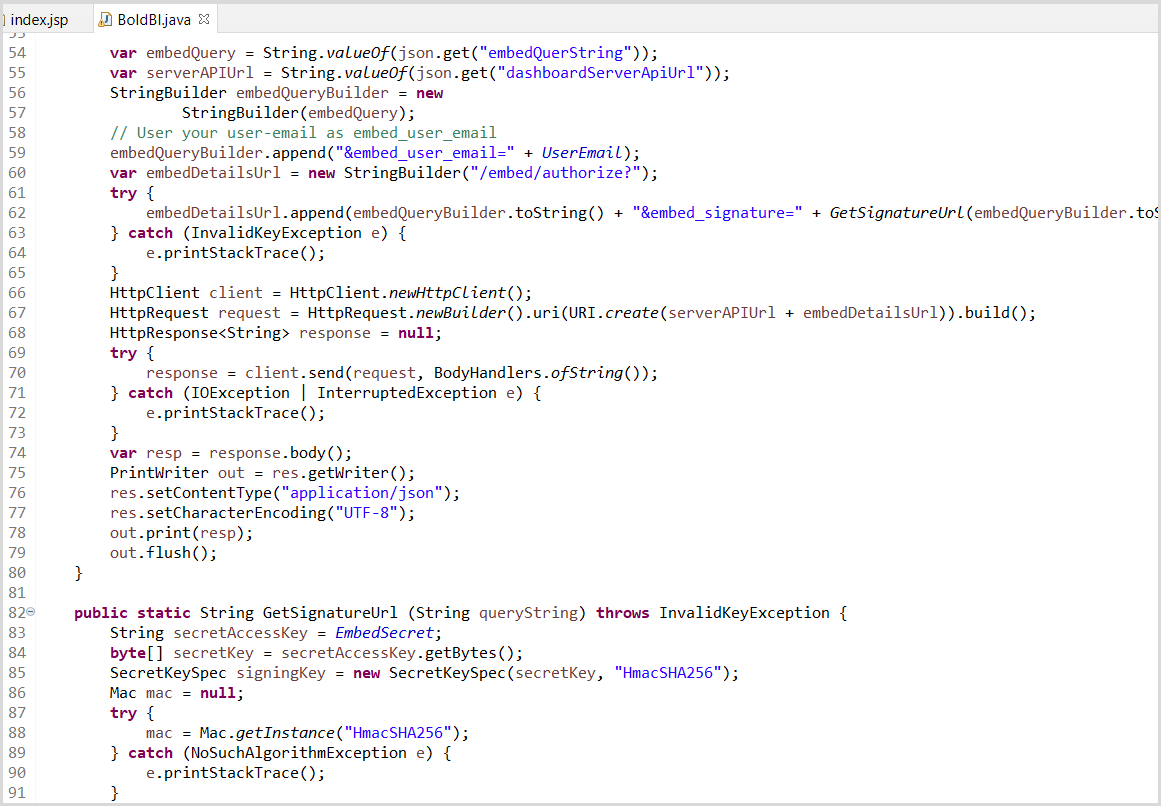 index.jsp BoldBI.java
53
54 var embedQuery = String.valueOf(json.get("embedQuerString"));
55 var serverAPIUrl = String.valueOf(json.get("dashboardServerApiUrl"));
56 StringBuilder embedQueryBuilder = new
57 StringBuilder(embedQuery);
58 // User your user-email as embed_user_email
59 embedQueryBuilder.append("&embed_user_email=" + UserEmail);
60 var embedDetailsUrl = new StringBuilder("/embed/authorize?");
61 try {
62 embedDetailsUrl.append(embedQueryBuilder.toString() + "&embed_signature=" + GetSignatureUrl(embedQueryBuilder.toS
63 } catch (InvalidKeyException e) {
64 e.printStackTrace();
65 }
66 HttpClient client = HttpClient.newHttpClient();
67 HttpRequest request = HttpRequest.newBuilder().uri(URI.create(serverAPIUrl + embedDetailsUrl)).build();
68 HttpResponse<String> response = null;
69 try {
70 response = client.send(request, BodyHandlers.ofString());
71 } catch (IOException | InterruptedException e) {
72 e.printStackTrace();
73 }
74 var resp = response.body();
75 PrintWriter out = res.getWriter();
76 res.setContentType("application/json");
77 res.setCharacterEncoding("UTF-8");
78 out.print(resp);
79 out.flush();
80 }
81
82 public static String GetSignatureUrl (String queryString) throws InvalidKeyException {
83 String secretAccessKey = EmbedSecret;
84 byte[] secretKey = secretAccessKey.getBytes();
85 SecretKeySpec signingKey = new SecretKeySpec(secretKey, "HmacSHA256");
86 Mac mac = null;
87 try {
88 mac = Mac.getInstance("HmacSHA256");
89 } catch (NoSuchAlgorithmException e) {
90 e.printStackTrace();
91 }